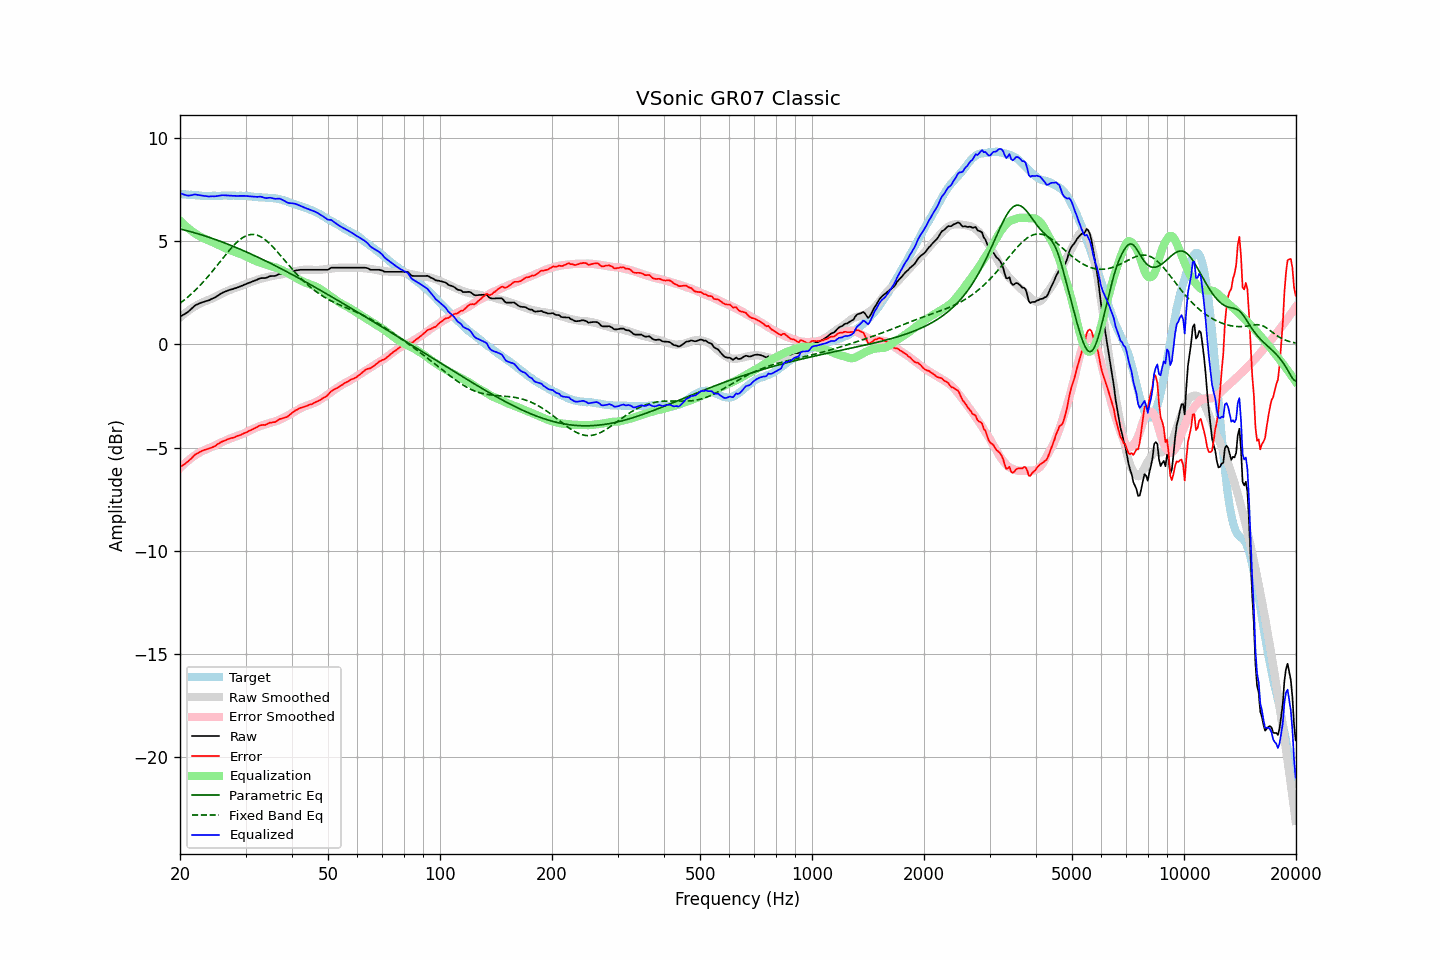 VSonic GR07 Classic
Amplitude (dBr)
10
5
0
−5
−10
−15
−20
Target
Raw Smoothed
Error Smoothed
Raw
Error
Equalization
Parametric Eq
Fixed Band Eq
Equalized
20 50 100 200 500 1000 2000 5000 10000 20000
Frequency (Hz)